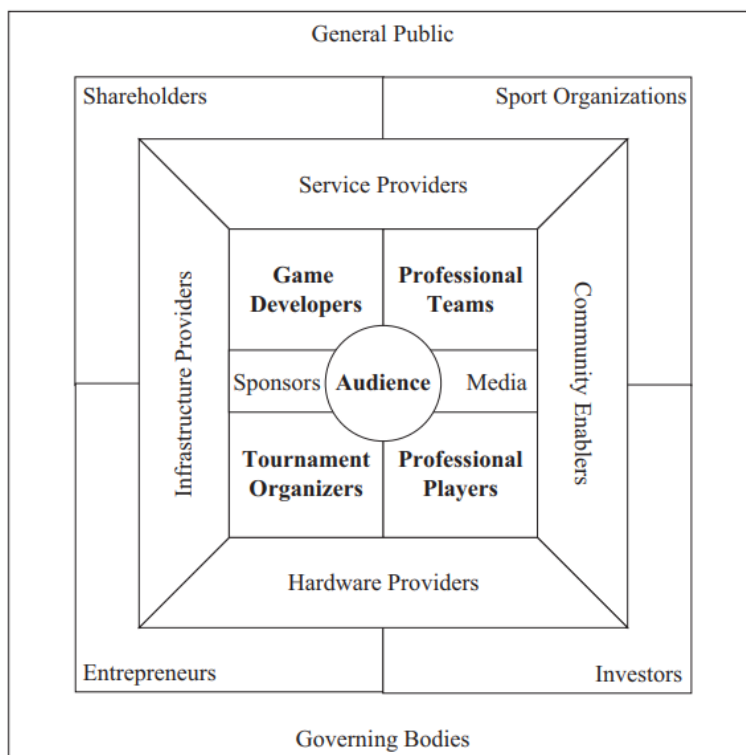 General Public
Shareholders
Sport Organizations
Service Providers
Infrastructure Providers
Game
Developers
Professional
Teams
Community Enablers
Sponsors
Audience
Media
Tournament
Organizers
Professional
Players
Hardware Providers
Entrepreneurs
Investors
Governing Bodies